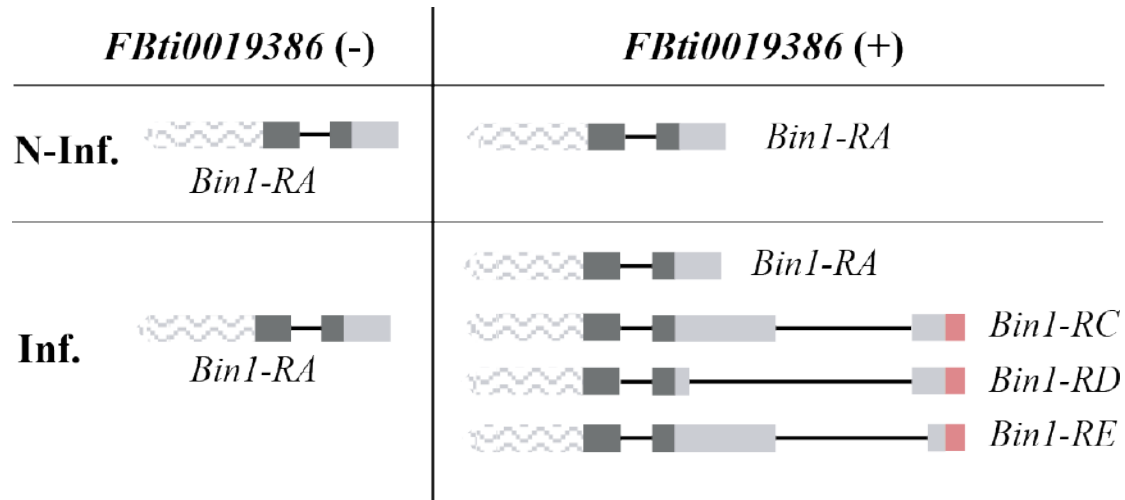 FBti0019386 (-)
FBti0019386 (+)
N-Inf.
Bin1-RA
Bin1-RA
Inf.
Bin1-RA
Bin1-RA
Bin1-RC
Bin1-RD
Bin1-RE